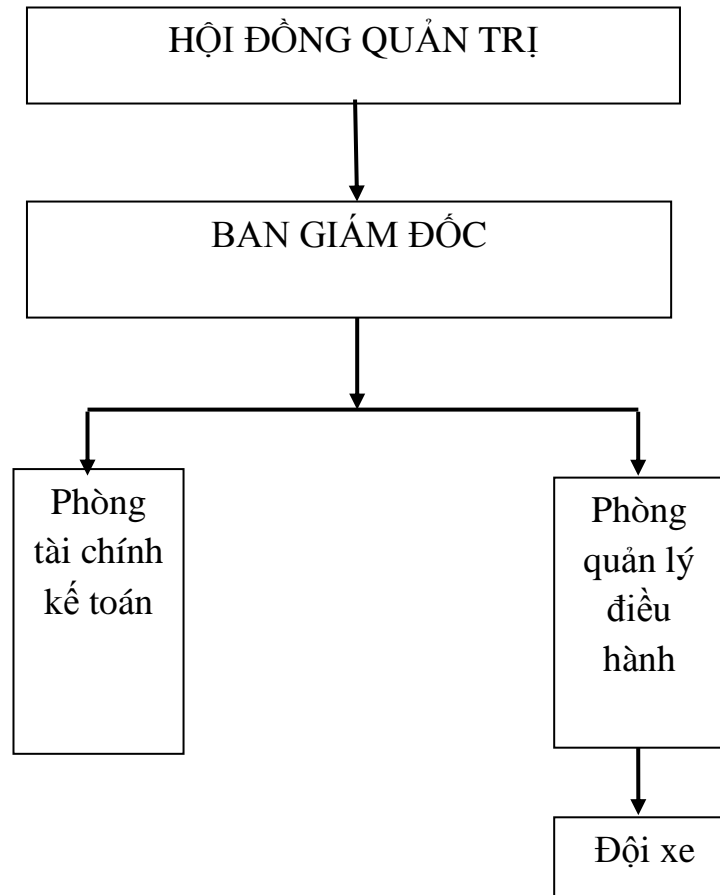 HỘI ĐỒNG QUẢN TRỊ
BAN GIÁM ĐỐC
Phòng
tài chính
kế toán
Phòng
quản lý
điều
hành
Đội xe